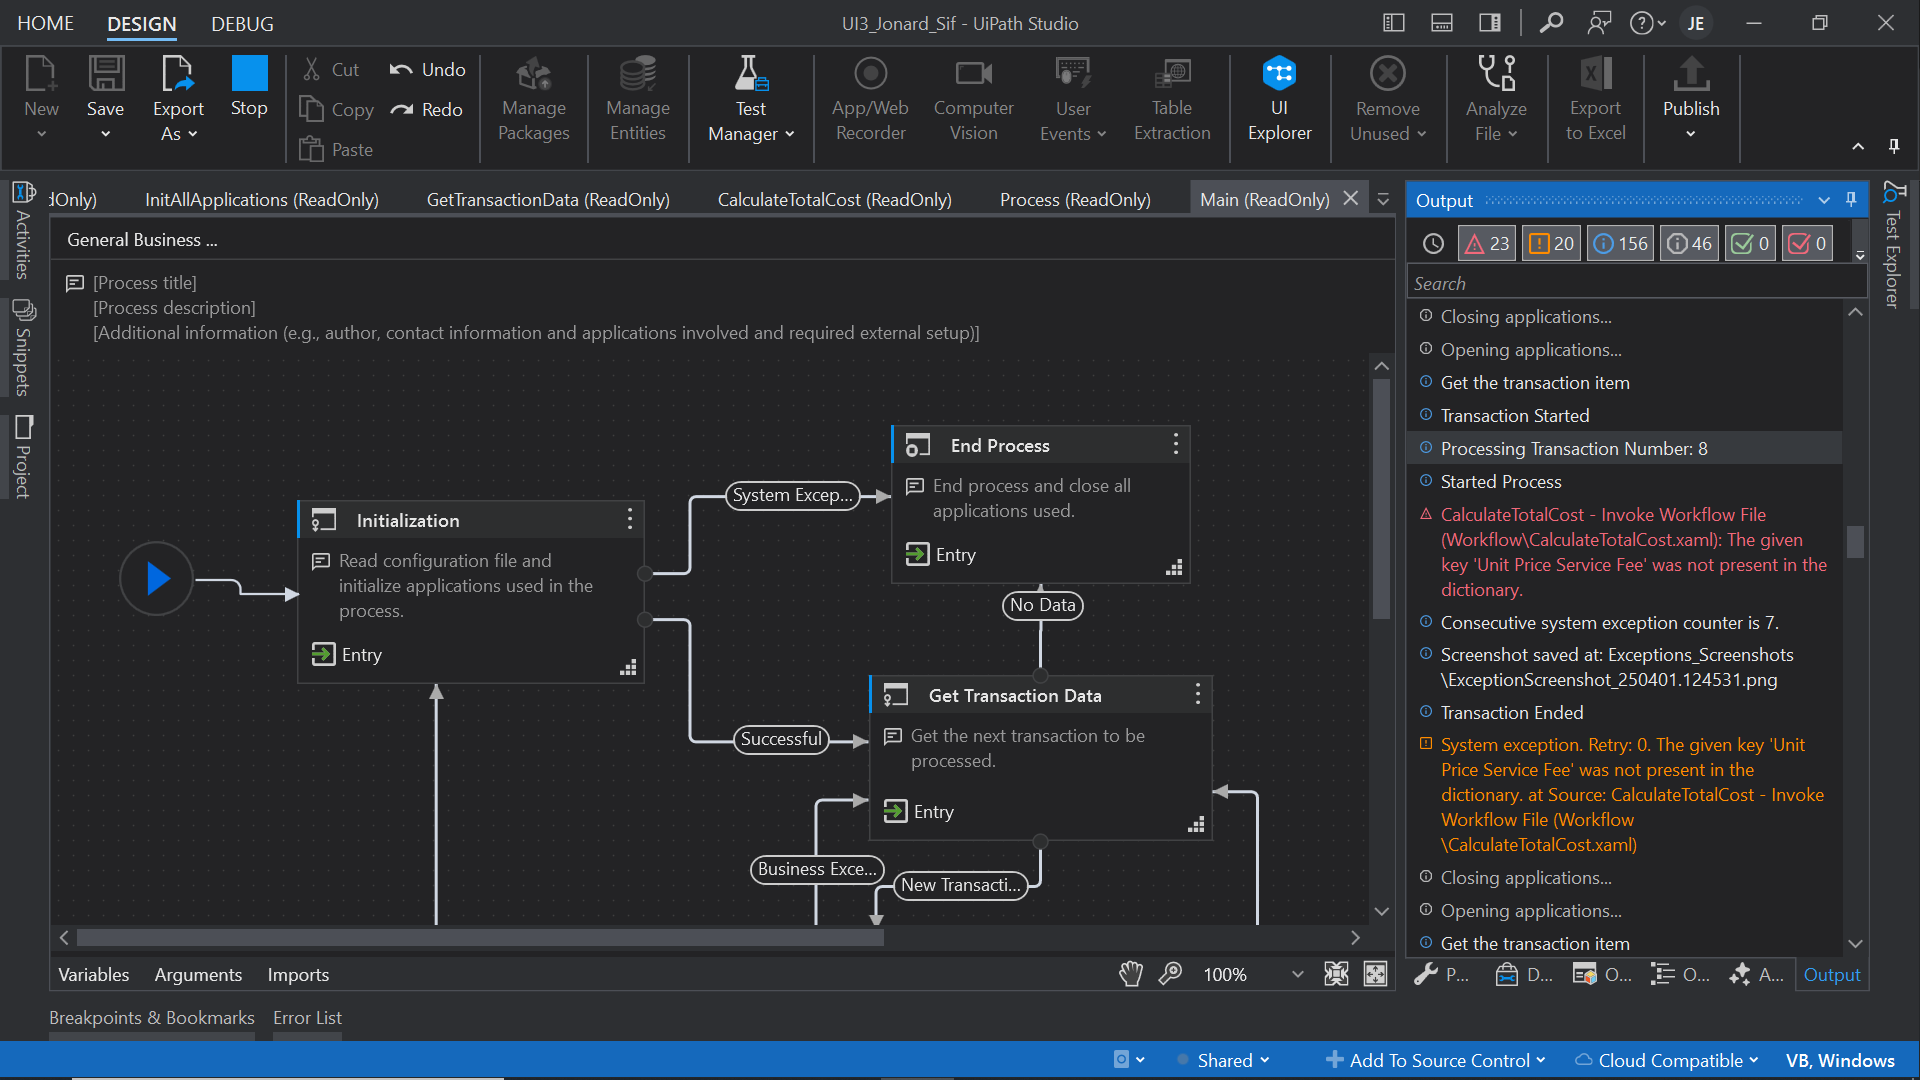 HOME
DESIGN
DEBUG
UI3_Jonard_Sif - UiPath Studio
JE
New
Save
Export
As
Stop
Cut
Copy
Paste
Undo
Redo
Manage
Packages
Manage
Entities
Test
Manager
App/Web
Recorder
Computer
Vision
User
Events
Table
Extraction
UI
Explorer
Remove
Unused
Analyze
File
Export
to Excel
Publish
Activities
Snippets
Project
dOnly)
InitAllApplications (ReadOnly)
GetTransactionData (ReadOnly)
CalculateTotalCost (ReadOnly)
Process (ReadOnly)
Main (ReadOnly)
General Business ...
[Process title]
[Process description]
[Additional information (e.g., author, contact information and applications involved and required external setup)]
Initialization
Read configuration file and
initialize applications used in the
process.
Entry
System Excep...
Successful
End Process
End process and close all
applications used.
Entry
No Data
Get Transaction Data
Get the next transaction to be
processed.
Entry
Business Exce...
New Transacti...
Variables
Arguments
Imports
100%
Output
23
20
156
46
0
0
Search
Closing applications...
Opening applications...
Get the transaction item
Transaction Started
Processing Transaction Number: 8
Started Process
CalculateTotalCost - Invoke Workflow File
(Workflow\CalculateTotalCost.xaml): The given
key 'Unit Price Service Fee' was not present in the
dictionary.
Consecutive system exception counter is 7.
Screenshot saved at: Exceptions_Screenshots
\ExceptionScreenshot_250401.124531.png
Transaction Ended
System exception. Retry: 0. The given key 'Unit
Price Service Fee' was not present in the
dictionary. at Source: CalculateTotalCost - Invoke
Workflow File (Workflow
\CalculateTotalCost.xaml)
Closing applications...
Opening applications...
Get the transaction item
P...
D...
O...
O...
A...
Output
Test Explorer
Breakpoints & Bookmarks
Error List
Shared
Add To Source Control
Cloud Compatible
VB, Windows